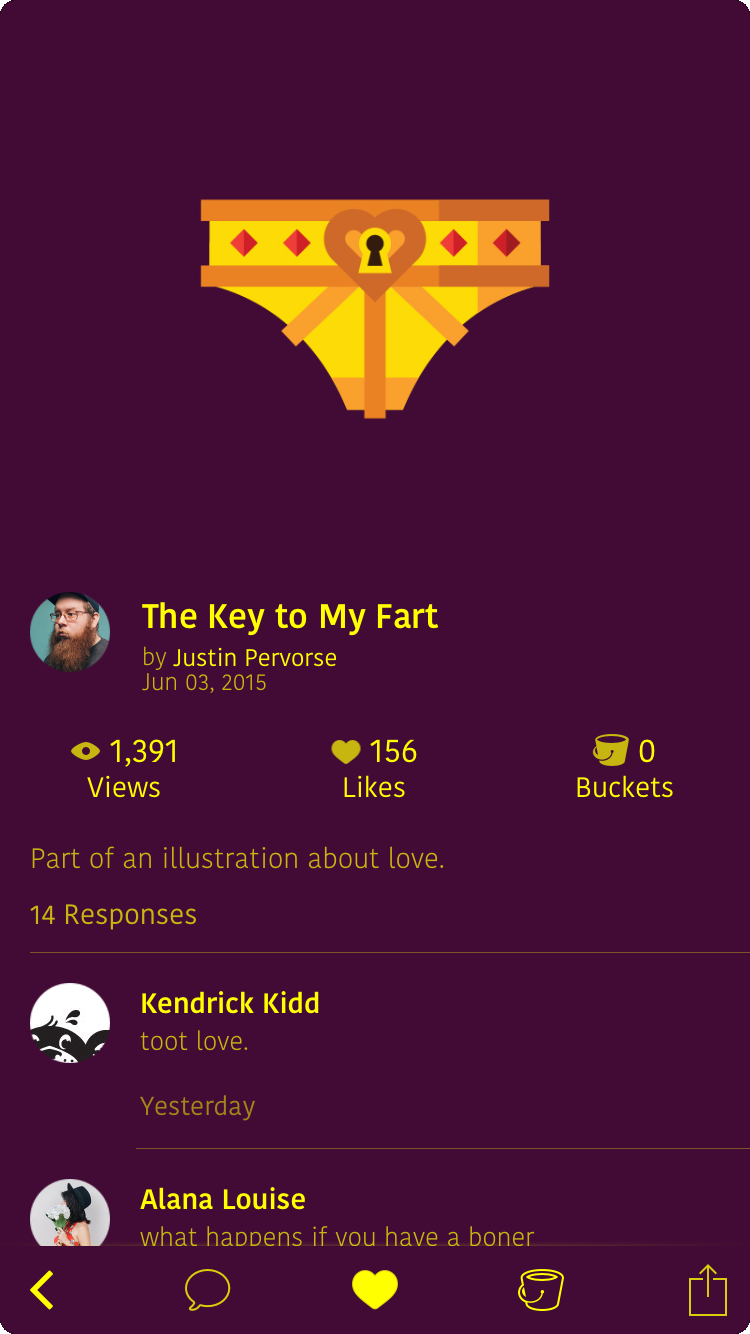 The Key to My Fart
by Justin Pervorse
Jun 03, 2015
1,391
Views
156
Likes
0
Buckets
Part of an illustration about love.
14 Responses
Kendrick Kidd
toot love.
Yesterday
Alana Louise
what happens if you have a boner